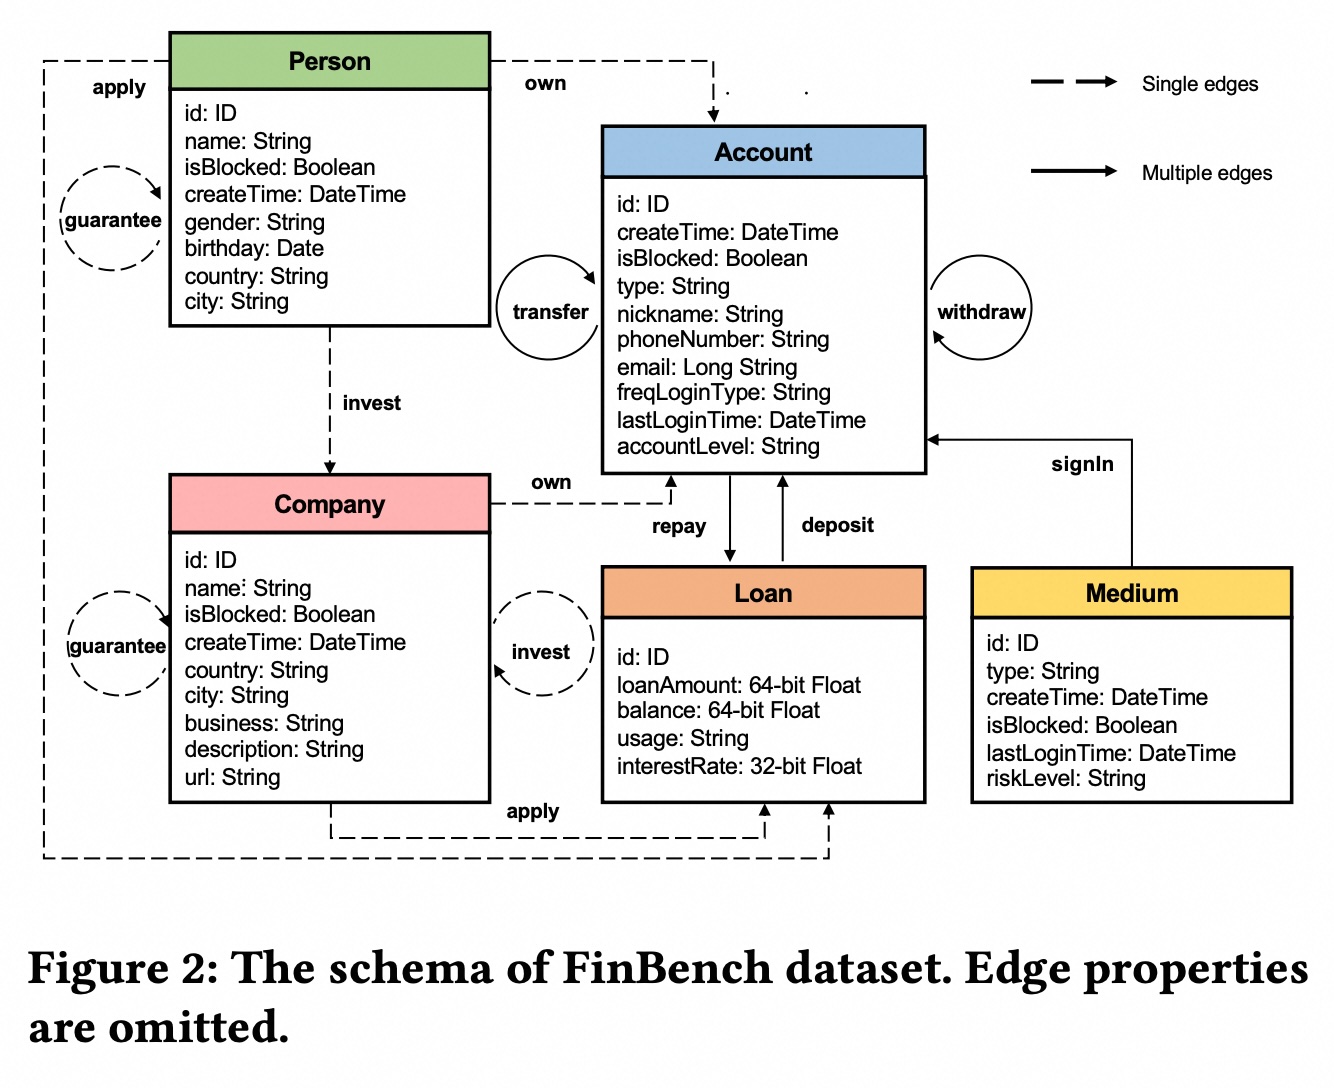 Person
apply
own
id: ID
name: String
isBlocked: Boolean
createTime: DateTime
gender: String
birthday: Date
country: String
city: String
guarantee
Single edges
Multiple edges
Account
id: ID
createTime: DateTime
isBlocked: Boolean
type: String
nickname: String
phoneNumber: String
email: Long String
freqLoginType: String
lastLoginTime: DateTime
accountLevel: String
transfer
withdraw
invest
signIn
Company
own
repay
deposit
id: ID
name: String
isBlocked: Boolean
createTime: DateTime
country: String
city: String
business: String
description: String
url: String
guarantee
invest
Loan
id: ID
loanAmount: 64-bit Float
balance: 64-bit Float
usage: String
interestRate: 32-bit Float
Medium
id: ID
type: String
createTime: DateTime
isBlocked: Boolean
lastLoginTime: DateTime
riskLevel: String
apply
Figure 2: The schema of FinBench dataset. Edge properties
are omitted.